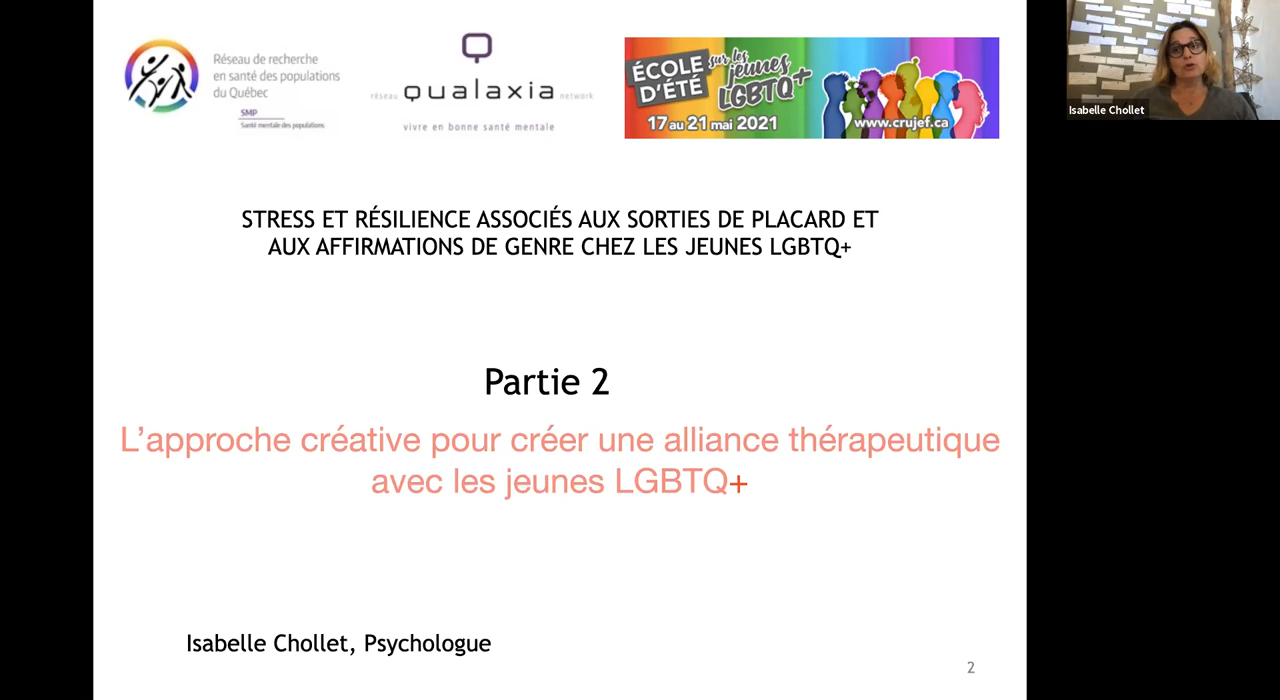 Réseau de recherche
en santé des populations
du Québec
SMP
Santé mentale des populations
réseau qualaxia network
vivre en bonne santé mentale
ÉCOLE D'ÉTÉ sur les jeunes LGBTQ+
17 au 21 mai 2021
www.crujef.ca
Isabelle Chollet
STRESS ET RÉSILIENCE ASSOCIÉS AUX SORTIES DE PLACARD ET
AUX AFFIRMATIONS DE GENRE CHEZ LES JEUNES LGBTQ+
Partie 2
L'approche créative pour créer une alliance thérapeutique
avec les jeunes LGBTQ+
Isabelle Chollet, Psychologue
2